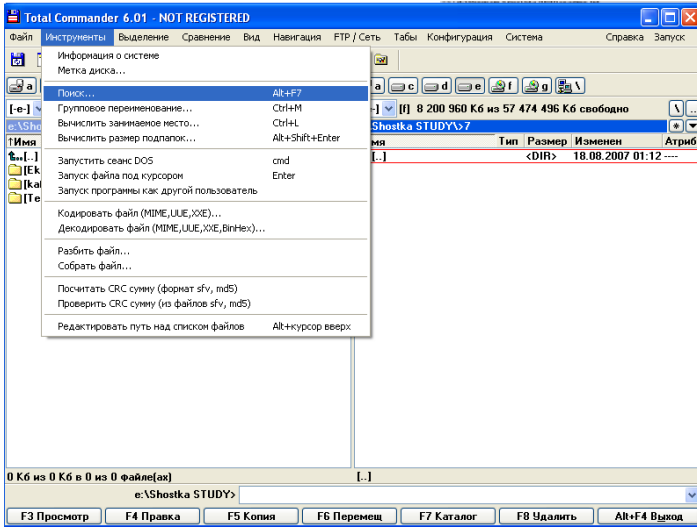 Total Commander 6.01 - NOT REGISTERED
Файл Инструменты Выделение Сравнение Вид Навигация FTP / Сеть Табы Конфигурация Система Справка Запуск
Информация о системе
Метка диска...
Поиск... Alt+F7
Групповое переименование... Ctrl+M
Вычислить занимаемое место... Ctrl+L
Вычислить размер подпапок... Alt+Shift+Enter
Запустить сеанс DOS cmd
Запуск файла под курсором Enter
Запуск программы как другой пользователь
Кодировать файл (MIME,UUE,XXE)...
Декодировать файл (MIME,UUE,XXE,BinHex)...
Разбить файл...
Собрать файл...
Посчитать CRC сумму (формат sfv, md5)
Проверить CRC сумму (из файлов sfv, md5)
Редактировать путь над списком файлов Alt+курсор вверх
a a c d e f g \
[-e-] -] [f] 8 200 960 Кб из 57 474 496 Кб свободно \ ..
e:\Sho Shostka STUDY\>7 *
↑Имя мя Тип Размер Изменен Атриб
[..] [..] <DIR> 18.08.2007 01:12 ----
[Ek
[ka
[Te
0 Кб из 0 Кб в 0 из 0 файле(ах) [..]
e:\Shostka STUDY>
F3 Просмотр F4 Правка F5 Копия F6 Перемещ F7 Каталог F8 Удалить Alt+F4 Выход